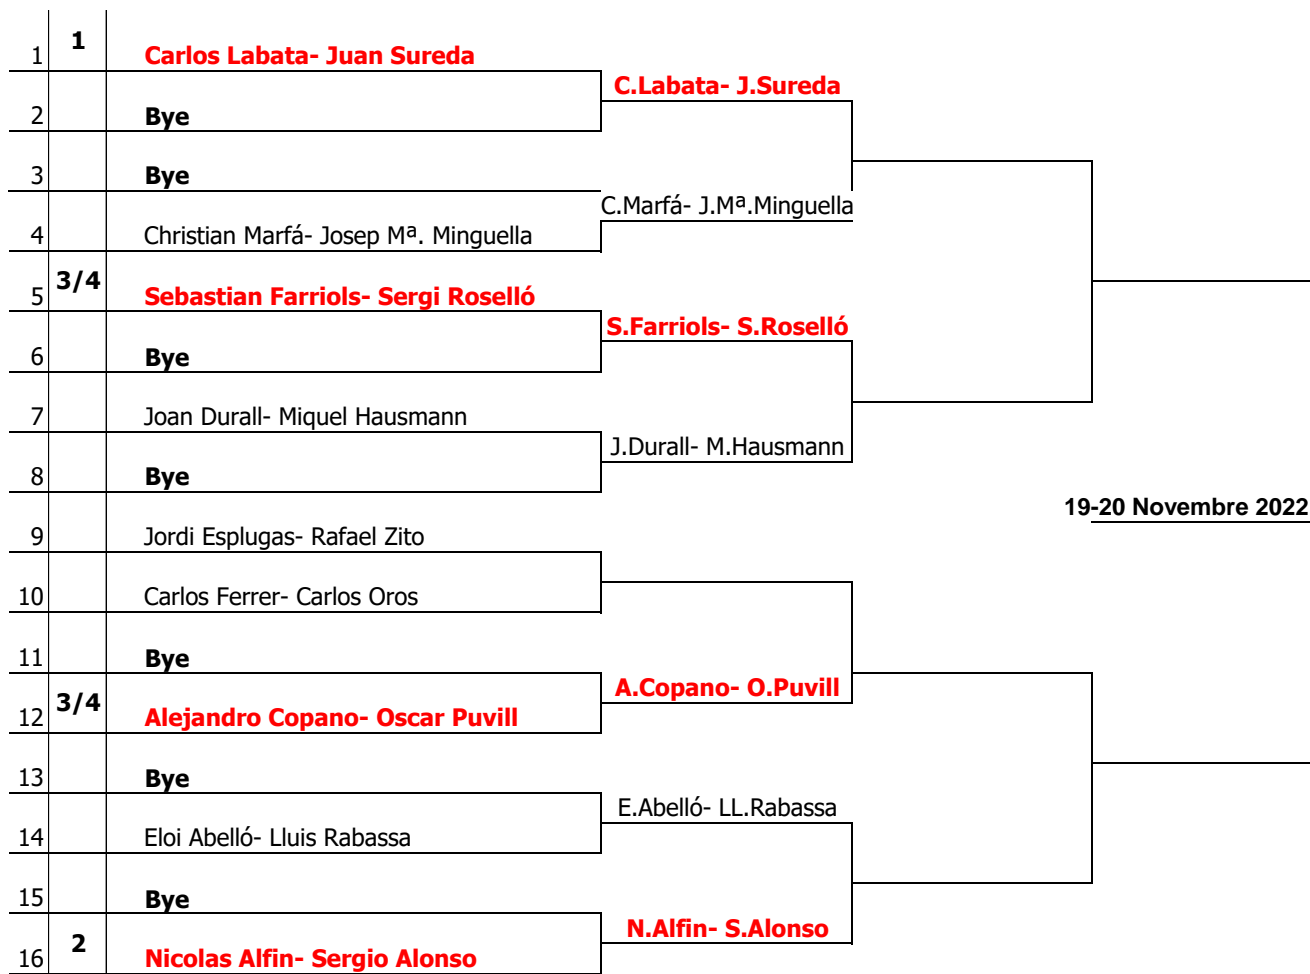 1 1 Carlos Labata- Juan Sureda
C.Labata- J.Sureda
2 Bye
3 Bye
C.Marfá- J.Mª.Minguella
4 Christian Marfá- Josep Mª. Minguella
5 3/4 Sebastian Farriols- Sergi Roselló
S.Farriols- S.Roselló
6 Bye
7 Joan Durall- Miquel Hausmann
J.Durall- M.Hausmann
8 Bye
19-20 Novembre 2022
9 Jordi Esplugas- Rafael Zito
10 Carlos Ferrer- Carlos Oros
11 Bye
A.Copano- O.Puvill
12 3/4 Alejandro Copano- Oscar Puvill
13 Bye
E.Abelló- LL.Rabassa
14 Eloi Abelló- Lluis Rabassa
15 Bye
N.Alfin- S.Alonso
16 2 Nicolas Alfin- Sergio Alonso